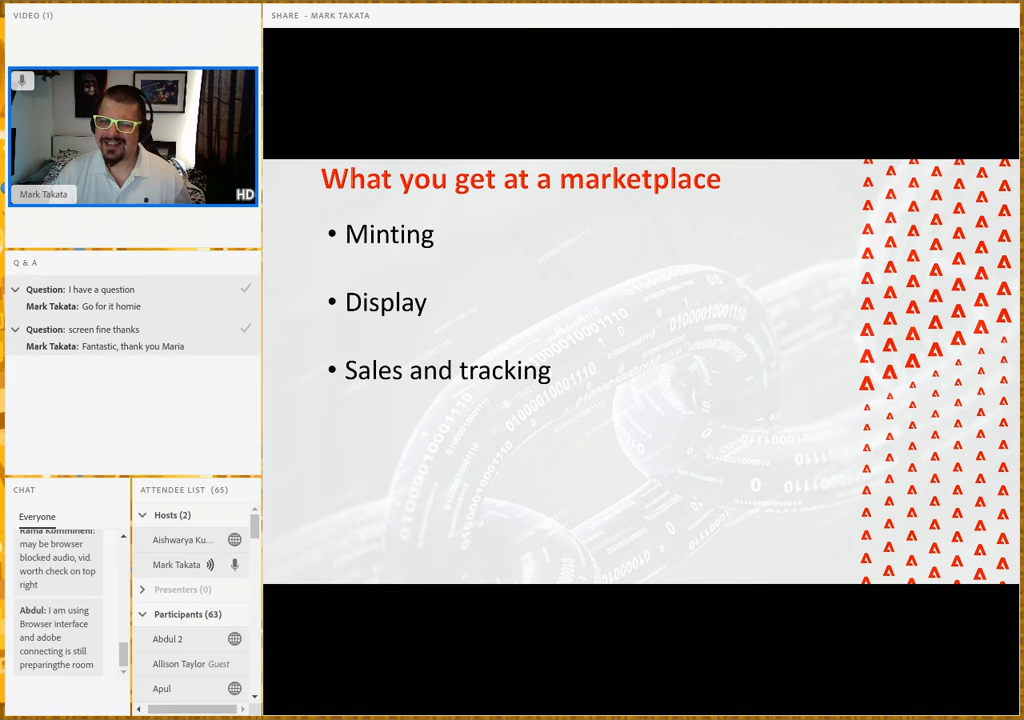 VIDEO (1)
Mark Takata
HD
Q & A
Question: I have a question
Mark Takata: Go for it homie
Question: screen fine thanks
Mark Takata: Fantastic, thank you Maria
CHAT
Everyone
Rama Kommineni:
may be browser
blocked audio, vid.
worth check on top
right
Abdul: I am using
Browser interface
and adobe
connecting is still
preparingthe room
ATTENDEE LIST (65)
Hosts (2)
Aishwarya Ku...
Mark Takata
Presenters (0)
Participants (63)
Abdul 2
Allison Taylor Guest
Apul
SHARE - MARK TAKATA
What you get at a marketplace
• Minting
• Display
• Sales and tracking